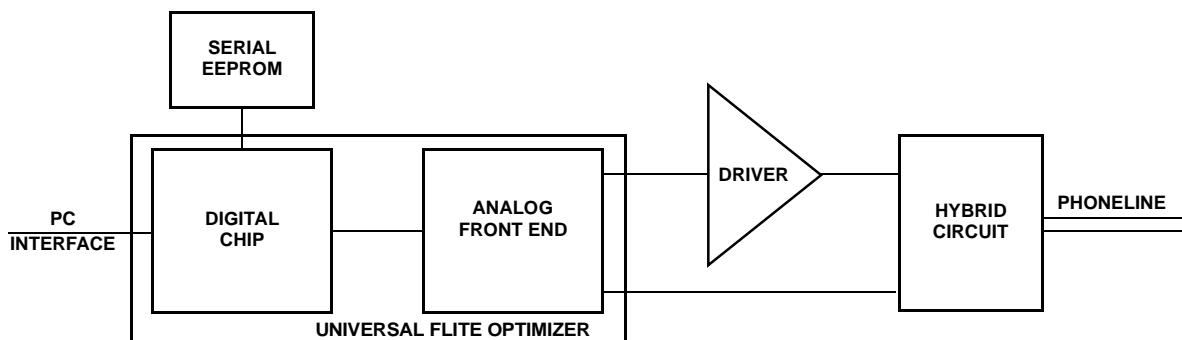 SERIAL
EEPROM
PC
INTERFACE
DIGITAL
CHIP
ANALOG
FRONT END
DRIVER
HYBRID
CIRCUIT
PHONELINE
UNIVERSAL FLITE OPTIMIZER